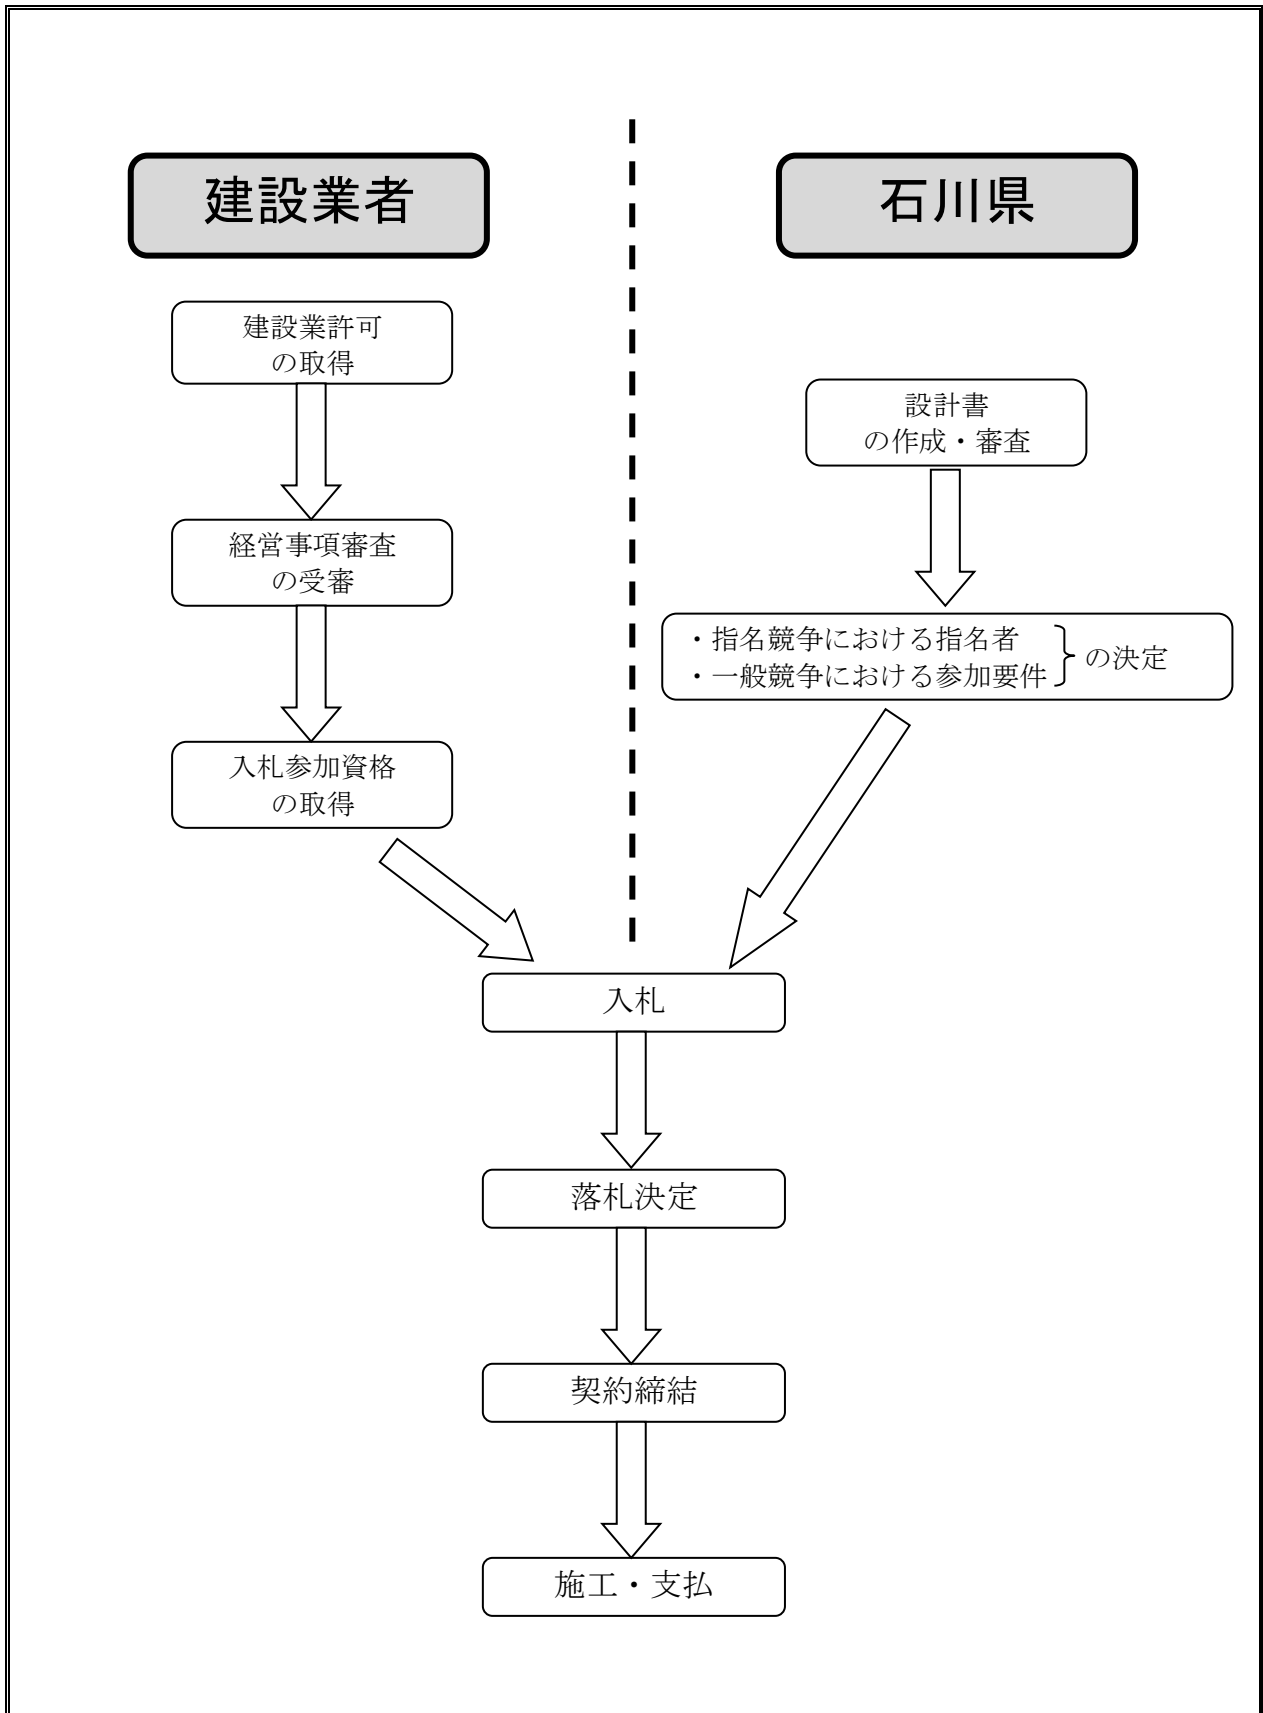 建設業者
石川県
建設業許可
の取得
設計書
の作成・審査
経営事項審査
の受審
・指名競争における指名者
・一般競争における参加要件
の決定
入札参加資格
の取得
入札
落札決定
契約締結
施工・支払